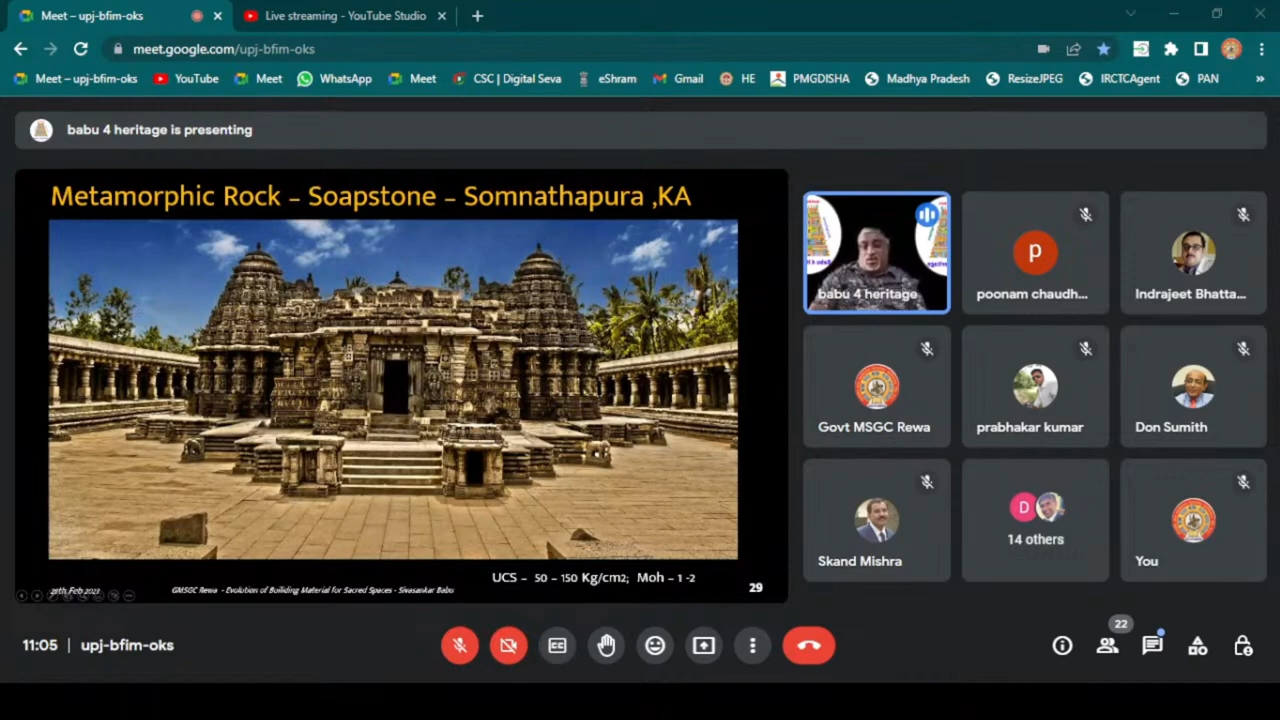 Meet – upj-bfim-oks
Live streaming - YouTube Studio
meet.google.com/upj-bfim-oks
Meet – upj-bfim-oks YouTube Meet WhatsApp Meet CSC | Digital Seva eShram Gmail HE PMGDISHA Madhya Pradesh ResizeJPEG IRCTCAgent PAN »
babu 4 heritage is presenting
Metamorphic Rock – Soapstone – Somnathapura ,KA
UCS – 50 – 150 Kg/cm2; Moh – 1 -2
GMSGC Rewa - Evolution of Builiding Material for Sacred Spaces - Sivasankar Babu
29
babu 4 heritage
p
poonam chaudh...
Indrajeet Bhatta...
Govt MSGC Rewa
prabhakar kumar
Don Sumith
Skand Mishra
D
14 others
You
11:05 | upj-bfim-oks
CC
22